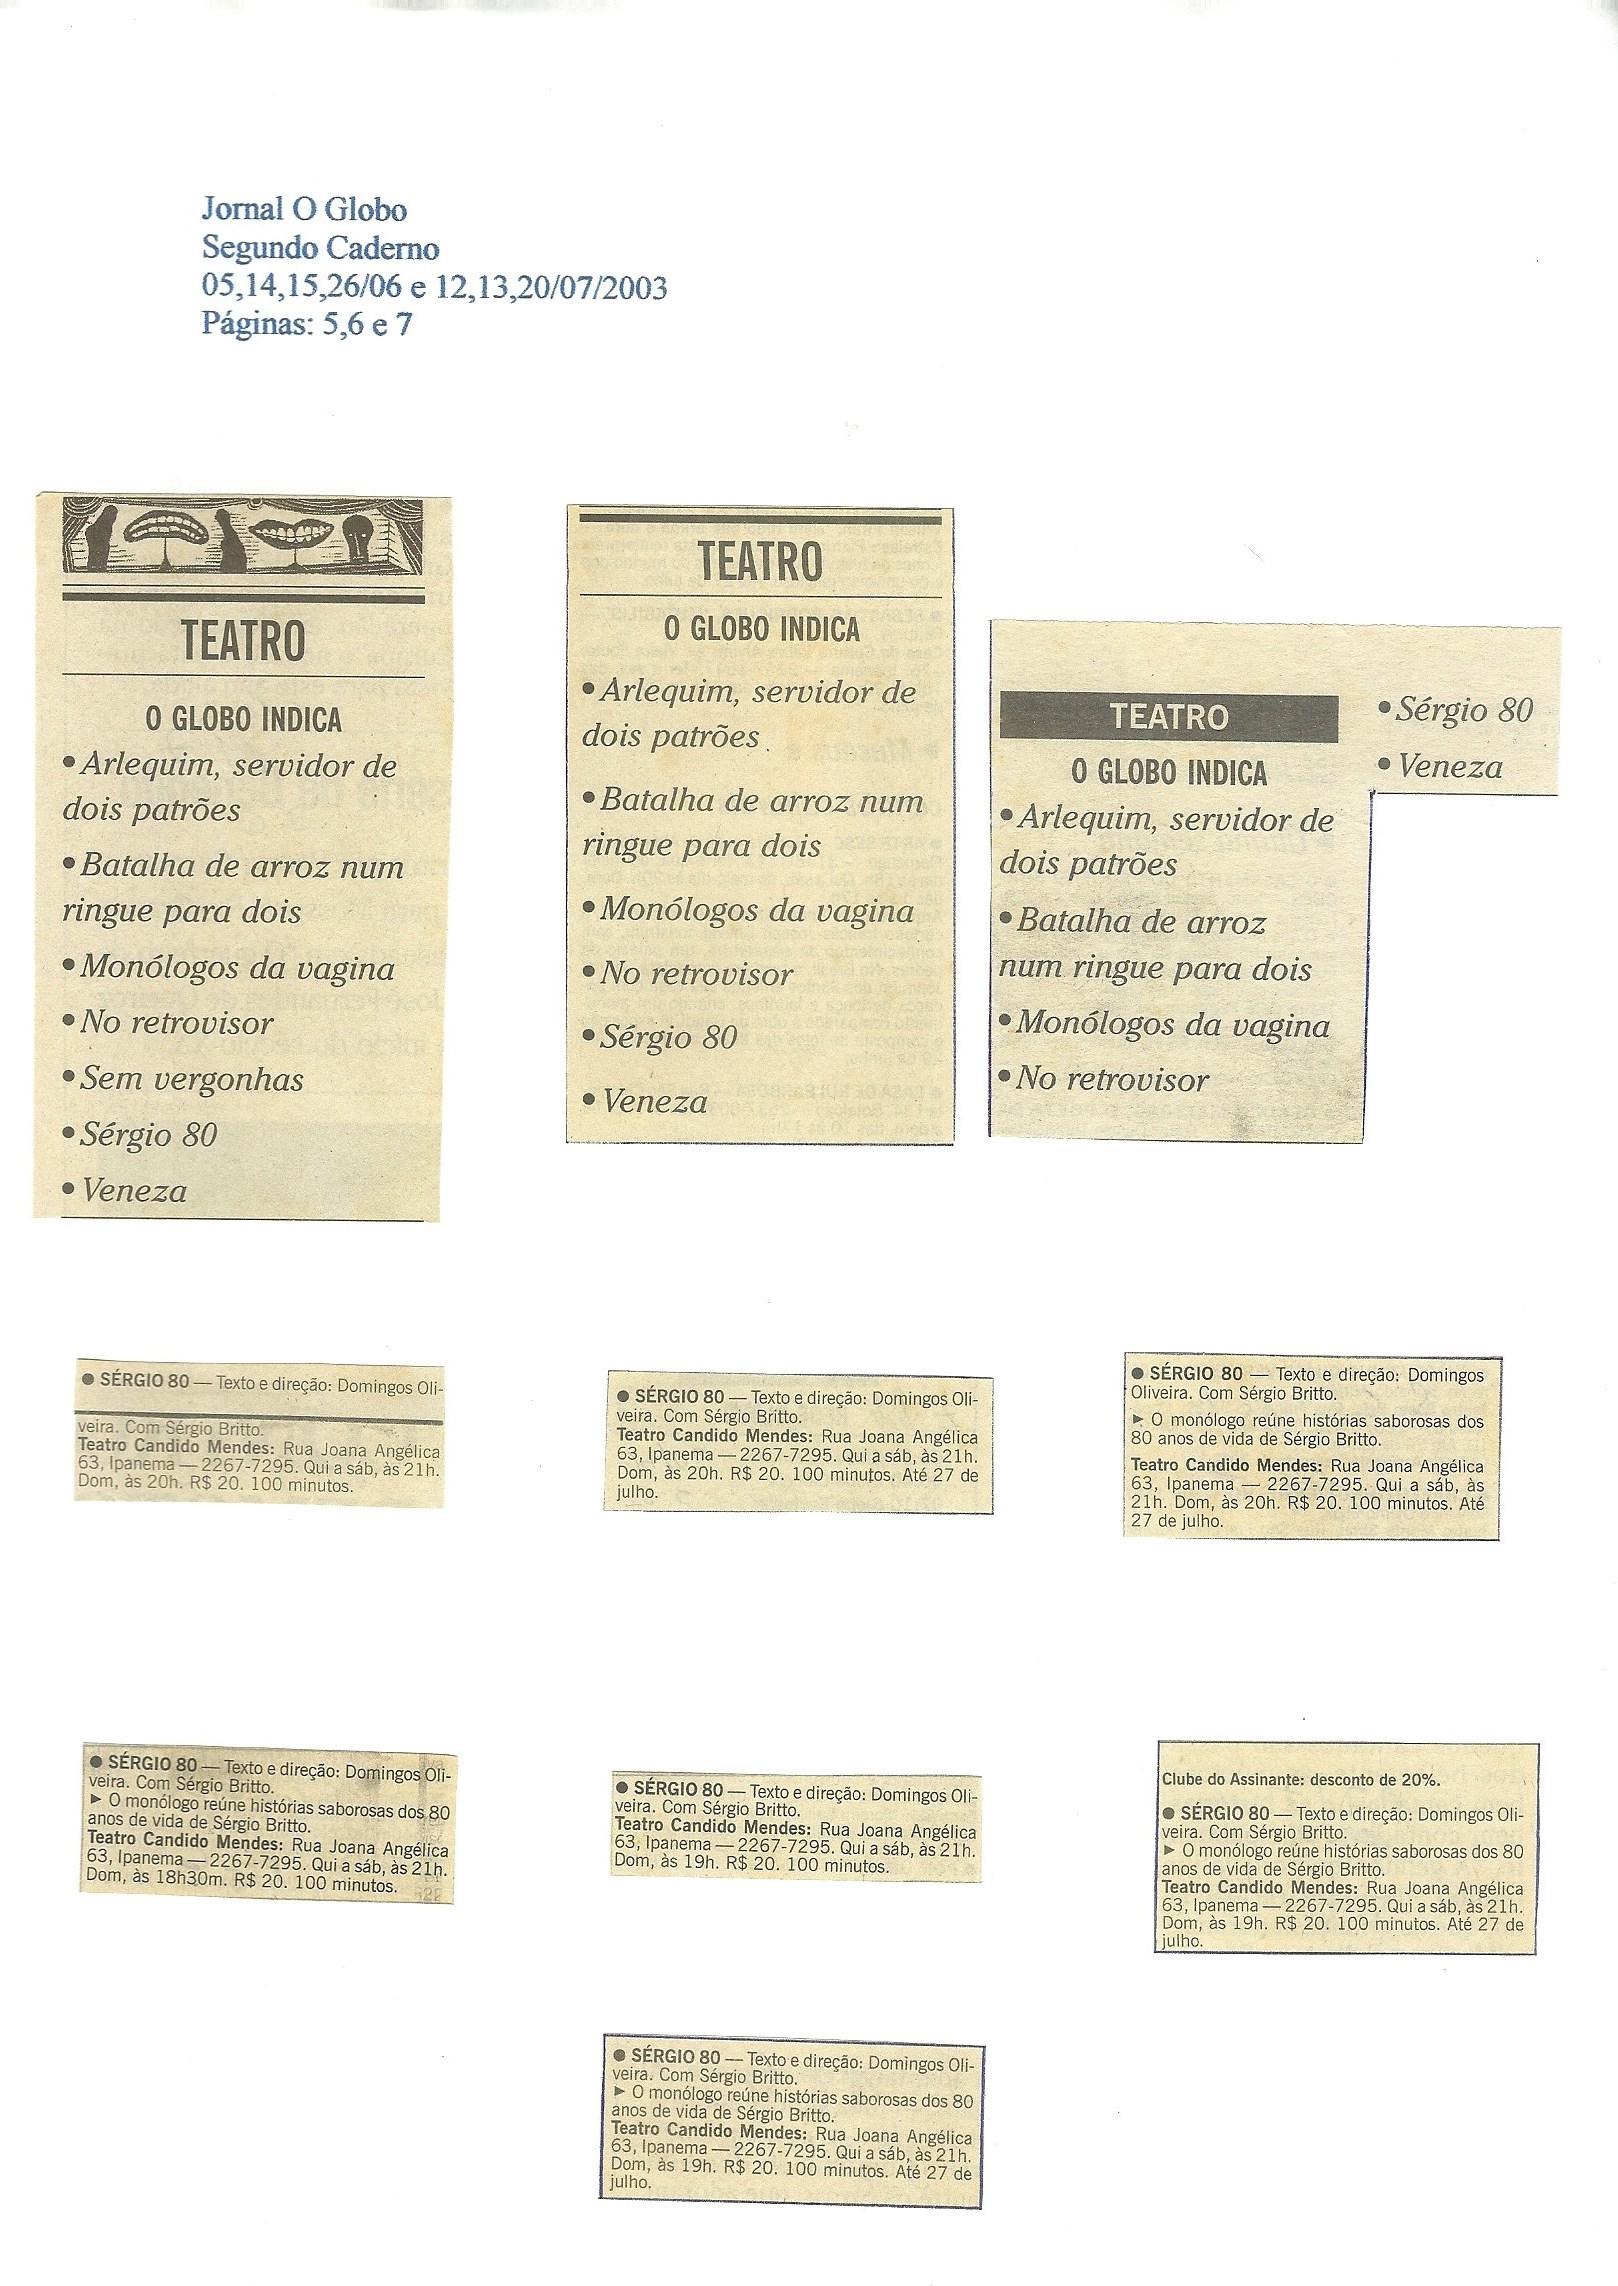 Jornal O Globo
Segundo Caderno
05,14,15,26/06 e 12,13,20/07/2003
Páginas: 5,6 e 7
TEATRO
O GLOBO INDICA
• Arlequim, servidor de
dois patrões
• Batalha de arroz num
ringue para dois
• Monólogos da vagina
• No retrovisor
• Sem vergonhas
• Sérgio 80
• Veneza
TEATRO
O GLOBO INDICA
• Arlequim, servidor de
dois patrões
• Batalha de arroz num
ringue para dois
• Monólogos da vagina
• No retrovisor
• Sérgio 80
• Veneza
TEATRO
O GLOBO INDICA
• Arlequim, servidor de
dois patrões
• Batalha de arroz
num ringue para dois
• Monólogos da vagina
• No retrovisor
• Sérgio 80
• Veneza
● SÉRGIO 80 — Texto e direção: Domingos Oli-
veira. Com Sérgio Britto.
Teatro Candido Mendes: Rua Joana Angélica
63, Ipanema — 2267-7295. Qui a sáb, às 21h.
Dom, às 20h. R$ 20. 100 minutos.
● SÉRGIO 80 — Texto e direção: Domingos Oli-
veira. Com Sérgio Britto.
Teatro Candido Mendes: Rua Joana Angélica
63, Ipanema — 2267-7295. Qui a sáb, às 21h.
Dom, às 20h. R$ 20. 100 minutos. Até 27 de
julho.
● SÉRGIO 80 — Texto e direção: Domingos
Oliveira. Com Sérgio Britto.
► O monólogo reúne histórias saborosas dos
80 anos de vida de Sérgio Britto.
Teatro Candido Mendes: Rua Joana Angélica
63, Ipanema — 2267-7295. Qui a sáb, às
21h. Dom, às 20h. R$ 20. 100 minutos. Até
27 de julho.
● SÉRGIO 80 — Texto e direção: Domingos Oli-
veira. Com Sérgio Britto.
► O monólogo reúne histórias saborosas dos 80
anos de vida de Sérgio Britto.
Teatro Candido Mendes: Rua Joana Angélica
63, Ipanema — 2267-7295. Qui a sáb, às 21h.
Dom, às 18h30m. R$ 20. 100 minutos.
● SÉRGIO 80 — Texto e direção: Domingos Oli-
veira. Com Sérgio Britto.
Teatro Candido Mendes: Rua Joana Angélica
63, Ipanema — 2267-7295. Qui a sáb, às 21h.
Dom, às 19h. R$ 20. 100 minutos.
Clube do Assinante: desconto de 20%.
● SÉRGIO 80 — Texto e direção: Domingos Oli-
veira. Com Sérgio Britto.
► O monólogo reúne histórias saborosas dos 80
anos de vida de Sérgio Britto.
Teatro Candido Mendes: Rua Joana Angélica
63, Ipanema — 2267-7295. Qui a sáb, às 21h.
Dom, às 19h. R$ 20. 100 minutos. Até 27 de
julho.
● SÉRGIO 80 — Texto e direção: Domingos Oli-
veira. Com Sérgio Britto.
► O monólogo reúne histórias saborosas dos 80
anos de vida de Sérgio Britto.
Teatro Candido Mendes: Rua Joana Angélica
63, Ipanema — 2267-7295. Qui a sáb, às 21h.
Dom, às 19h. R$ 20. 100 minutos. Até 27 de
julho.